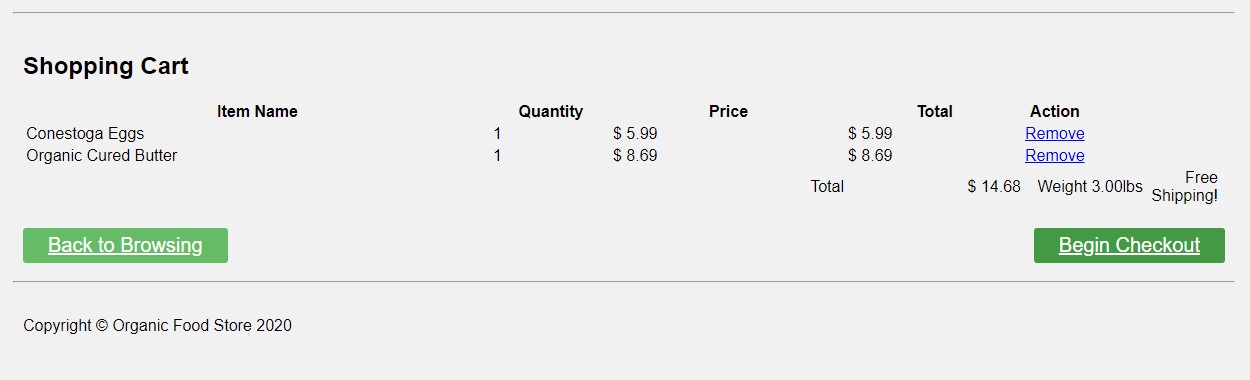 Shopping Cart
Item Name Quantity Price Total Action
Conestoga Eggs 1 $ 5.99 $ 5.99 Remove
Organic Cured Butter 1 $ 8.69 $ 8.69 Remove
Total $ 14.68 Weight 3.00lbs Free
Shipping!
Back to Browsing Begin Checkout
Copyright © Organic Food Store 2020